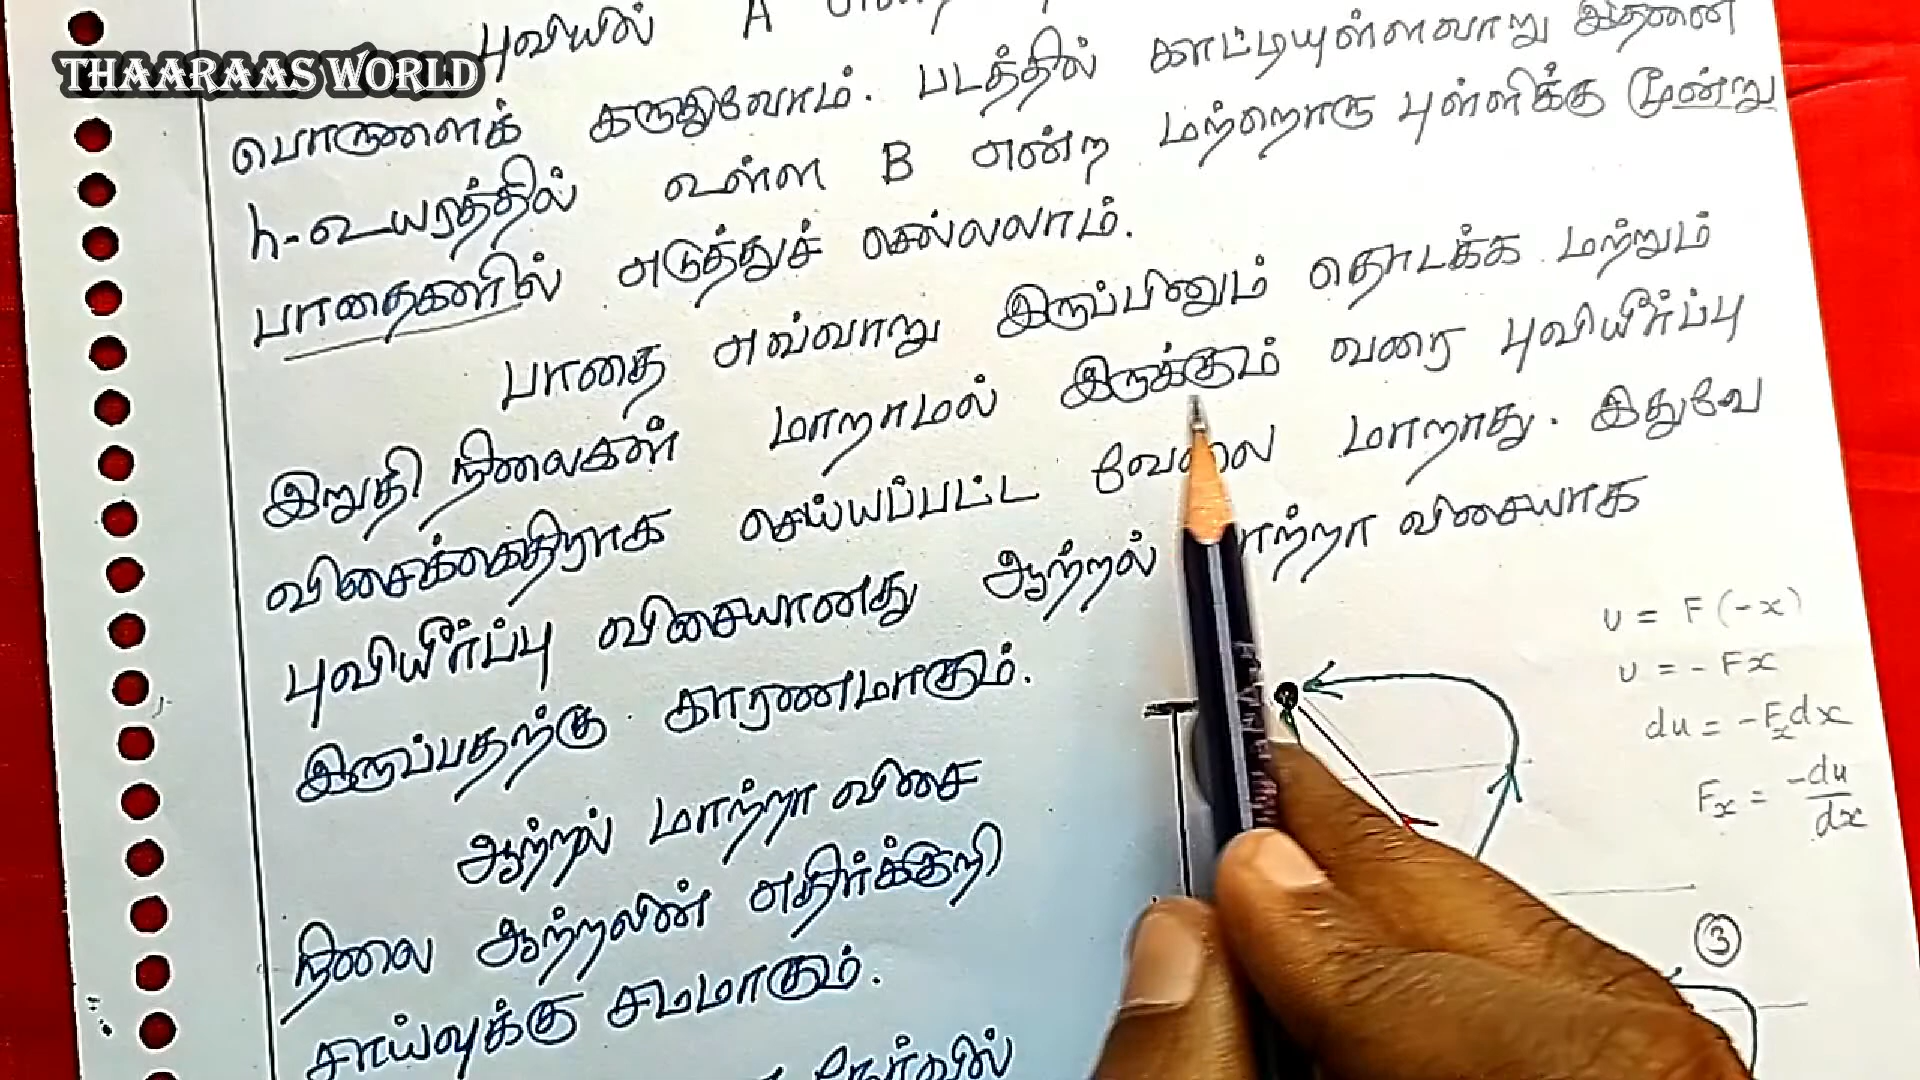 THAARAAS WORLD
புவியில் A
பொருளைக் கருதுவோம். படத்தில் காட்டியுள்ளவாறு இதனை
h-உயரத்தில் உள்ள B என்ற மற்றொரு புள்ளிக்கு மூன்று
பாதைகளில் எடுத்துச் செல்லலாம்.
பாதை எவ்வாறு இருப்பினும் தொடக்க மற்றும்
இறுதி நிலைகள் மாறாமல் இருக்கும் வரை புவியீர்ப்பு
விசைக்கெதிராக செய்யப்பட்ட வேலை மாறாது. இதுவே
புவியீர்ப்பு விசையானது ஆற்றல் மாற்றா விசையாக
இருப்பதற்கு காரணமாகும்.
ஆற்றல் மாற்றா விசை
நிலை ஆற்றலின் எதிர்க்குறி
சாய்வுக்கு சமமாகும்.
நேர்வில்
u = F(-x)
u = -Fx
du = -Fₓdx
Fₓ = -du/dx
3